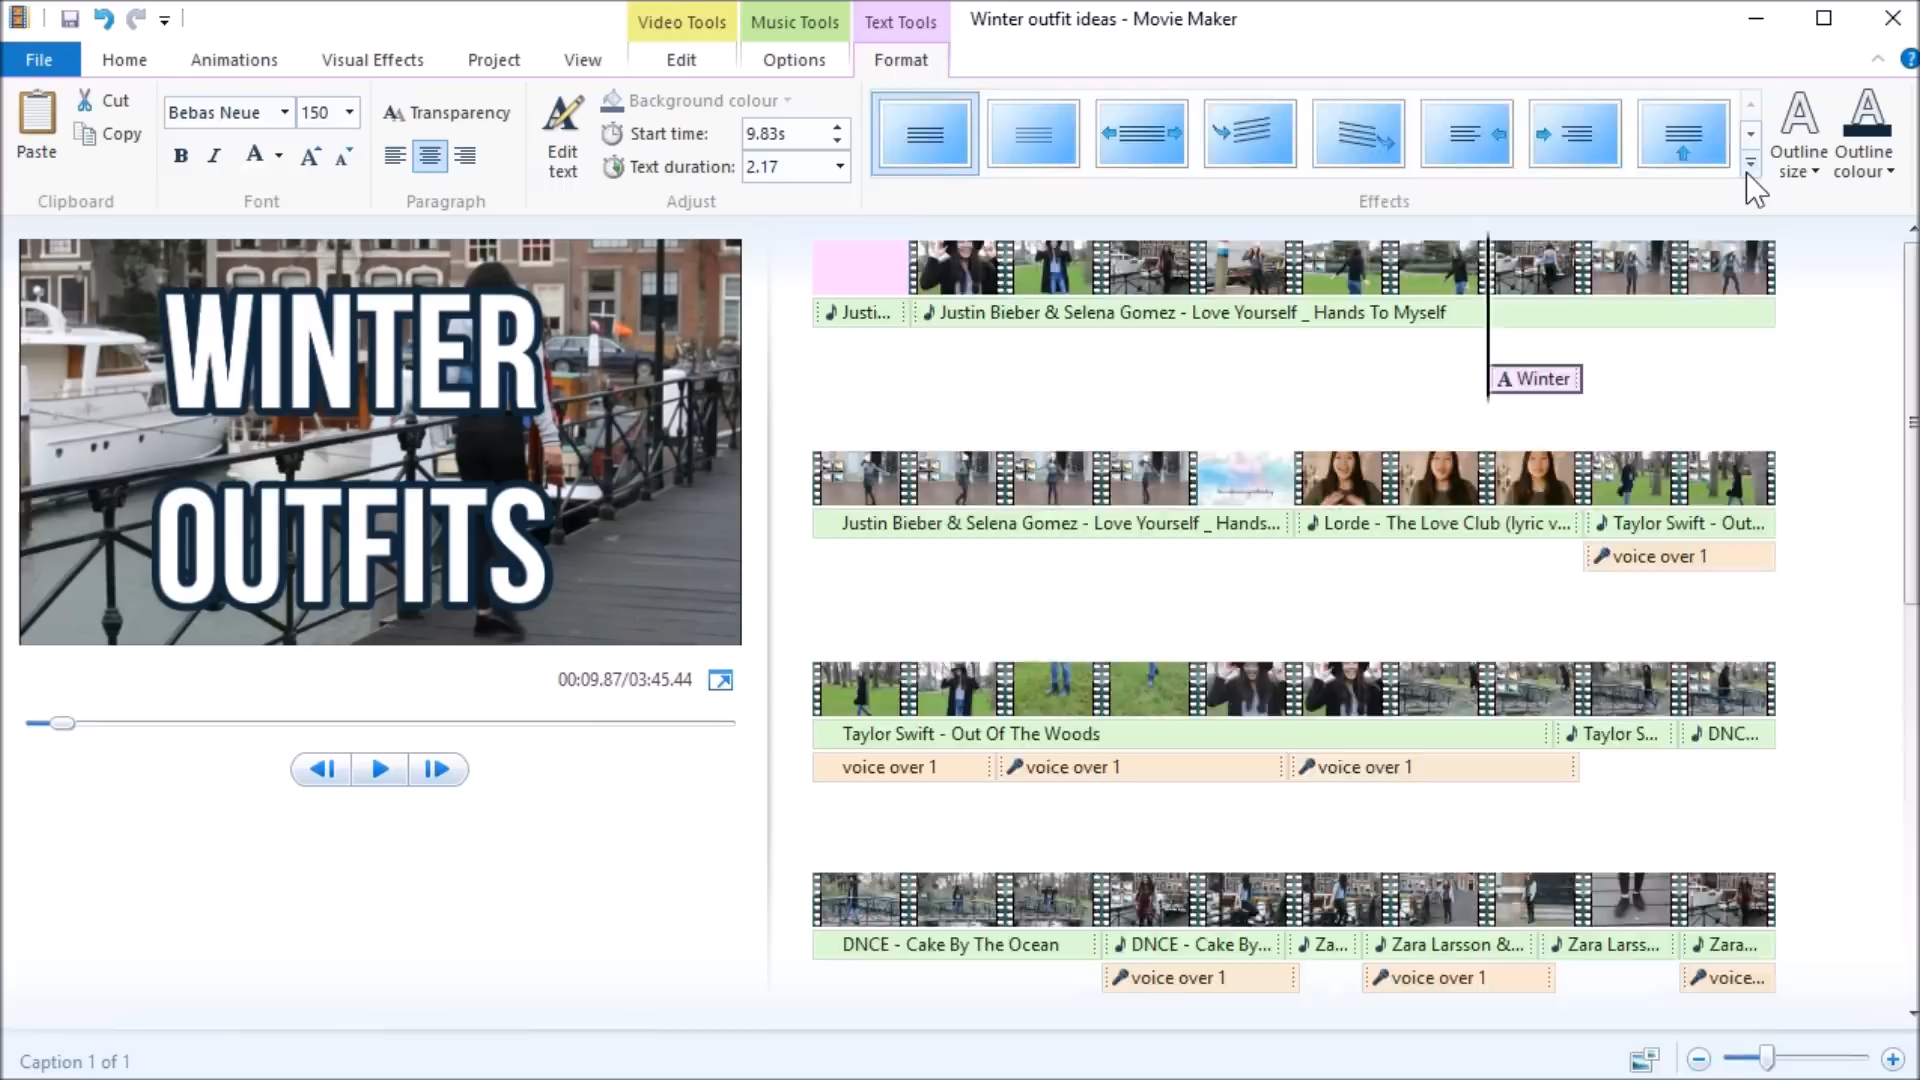 Video Tools
Music Tools
Text Tools
Winter outfit ideas - Movie Maker
File
Home
Animations
Visual Effects
Project
View
Edit
Options
Format
?
Paste
Cut
Copy
Clipboard
Bebas Neue
150
B I A A A
Font
AA Transparency
Paragraph
Edit
text
Background colour
Start time:
9.83s
Text duration:
2.17
Adjust
Effects
Outline
size
Outline
colour
WINTER
OUTFITS
00:09.87/03:45.44
Justi...
Justin Bieber & Selena Gomez - Love Yourself _ Hands To Myself
A Winter
Justin Bieber & Selena Gomez - Love Yourself _ Hands...
Lorde - The Love Club (lyric v...
Taylor Swift - Out...
voice over 1
Taylor Swift - Out Of The Woods
Taylor S...
DNC...
voice over 1
voice over 1
voice over 1
DNCE - Cake By The Ocean
DNCE - Cake By...
Za...
Zara Larsson &...
Zara Larss...
Zara...
voice over 1
voice over 1
voice...
Caption 1 of 1